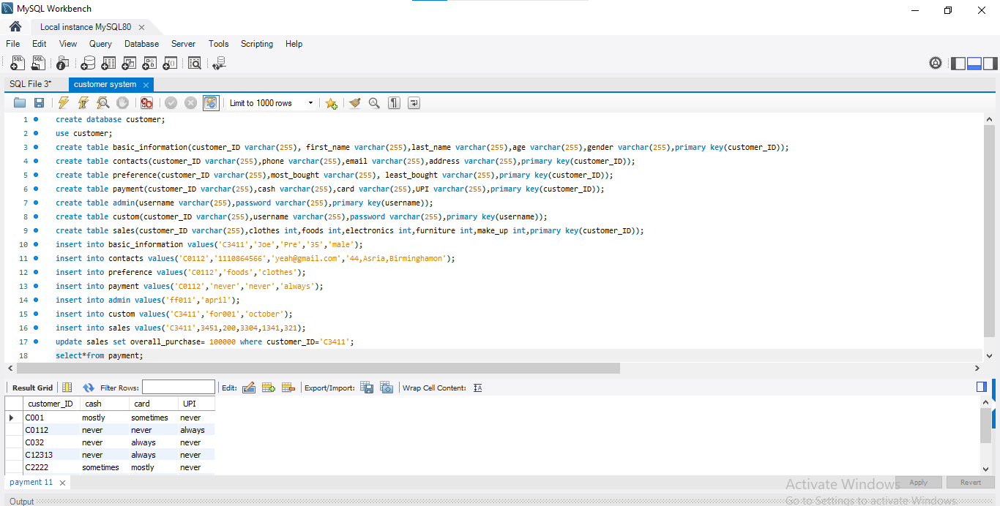 MySQL Workbench
Local instance MySQL80
File Edit View Query Database Server Tools Scripting Help
SQL SQL
SQL File 3* customer system
Limit to 1000 rows
1 create database customer;
2 use customer;
3 create table basic_information(customer_ID varchar(255), first_name varchar(255),last_name varchar(255),age varchar(255),gender varchar(255),primary key(customer_ID));
4 create table contacts(customer_ID varchar(255),phone varchar(255),email varchar(255),address varchar(255),primary key(customer_ID));
5 create table preference(customer_ID varchar(255),most_bought varchar(255), least_bought varchar(255),primary key(customer_ID));
6 create table payment(customer_ID varchar(255),cash varchar(255),card varchar(255),UPI varchar(255),primary key(customer_ID));
7 create table admin(username varchar(255),password varchar(255),primary key(username));
8 create table custom(customer_ID varchar(255),username varchar(255),password varchar(255),primary key(username));
9 create table sales(customer_ID varchar(255),clothes int,foods int,electronics int,furniture int,make_up int,primary key(customer_ID));
10 insert into basic_information values('C3411','Joe','Pre','35','male');
11 insert into contacts values('C0112','1110864566','yeah@gmail.com','44,Asria,Birminghamon');
12 insert into preference values('C0112','foods','clothes');
13 insert into payment values('C0112','never','never','always');
14 insert into admin values('ff011','april');
15 insert into custom values('C3411','for001','october');
16 insert into sales values('C3411',3451,200,3304,1341,321);
17 update sales set overall_purchase= 100000 where customer_ID='C3411';
18 select*from payment;
Result Grid Filter Rows: Edit: Export/Import: Wrap Cell Content:
customer_ID cash card UPI
C001 mostly sometimes never
C0112 never never always
C032 never always never
C12313 never always never
C2222 sometimes mostly never
payment 11 Activate Windows Apply Revert
Output Go to Settings to activate Windows.